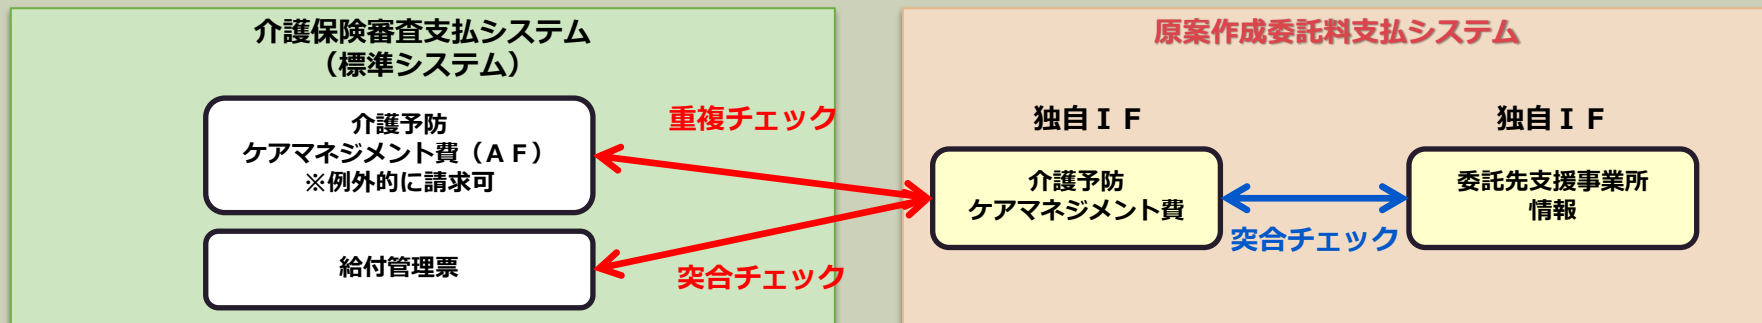 介護保険審査支払システム
（標準システム）
介護予防
ケアマネジメント費（ＡＦ）
※例外的に請求可
給付管理票
重複チェック
突合チェック
原案作成委託料支払システム
独自ＩＦ
介護予防
ケアマネジメント費
突合チェック
独自ＩＦ
委託先支援事業所
情報